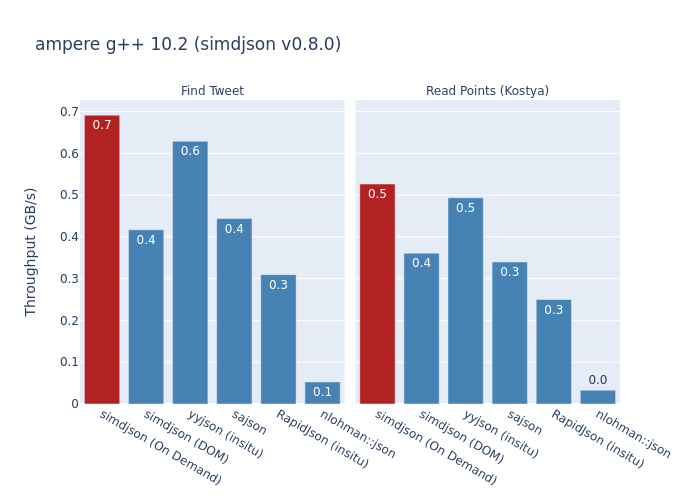 ampere g++ 10.2 (simdjson v0.8.0)
Find Tweet
Read Points (Kostya)
Throughput (GB/s)
0.7
0.6
0.5
0.4
0.3
0.2
0.1
0
0.7
0.4
0.6
0.4
0.3
0.1
0.5
0.4
0.5
0.3
0.3
0.0
simdjson (On Demand)
simdjson (DOM)
yyjson (insitu)
sajson
RapidJson (insitu)
nlohman::json
simdjson (On Demand)
simdjson (DOM)
yyjson (insitu)
sajson
RapidJson (insitu)
nlohman::json